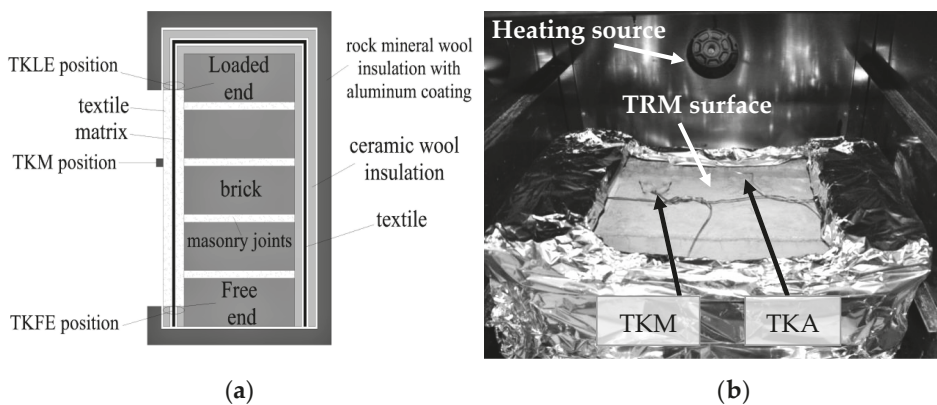 TKLE position
textile
matrix
TKM position
TKFE position
Loaded
end
brick
masonry joints
Free
end
rock mineral wool
insulation with
aluminum coating
ceramic wool
insulation
textile
(a)
Heating source
TRM surface
TKM
TKA
(b)